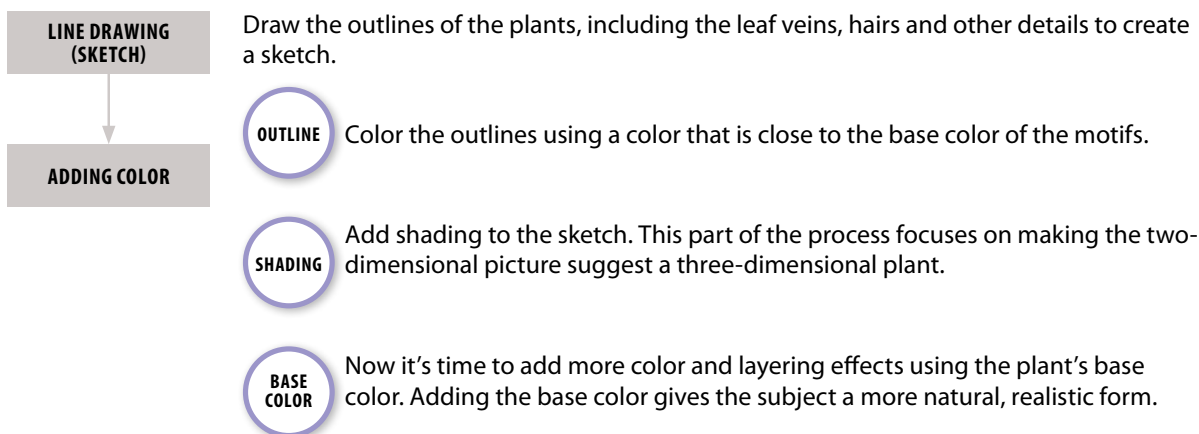 LINE DRAWING
(SKETCH)
Draw the outlines of the plants, including the leaf veins, hairs and other details to create
a sketch.
OUTLINE
Color the outlines using a color that is close to the base color of the motifs.
ADDING COLOR
SHADING
Add shading to the sketch. This part of the process focuses on making the two-
dimensional picture suggest a three-dimensional plant.
BASE
COLOR
Now it’s time to add more color and layering effects using the plant’s base
color. Adding the base color gives the subject a more natural, realistic form.